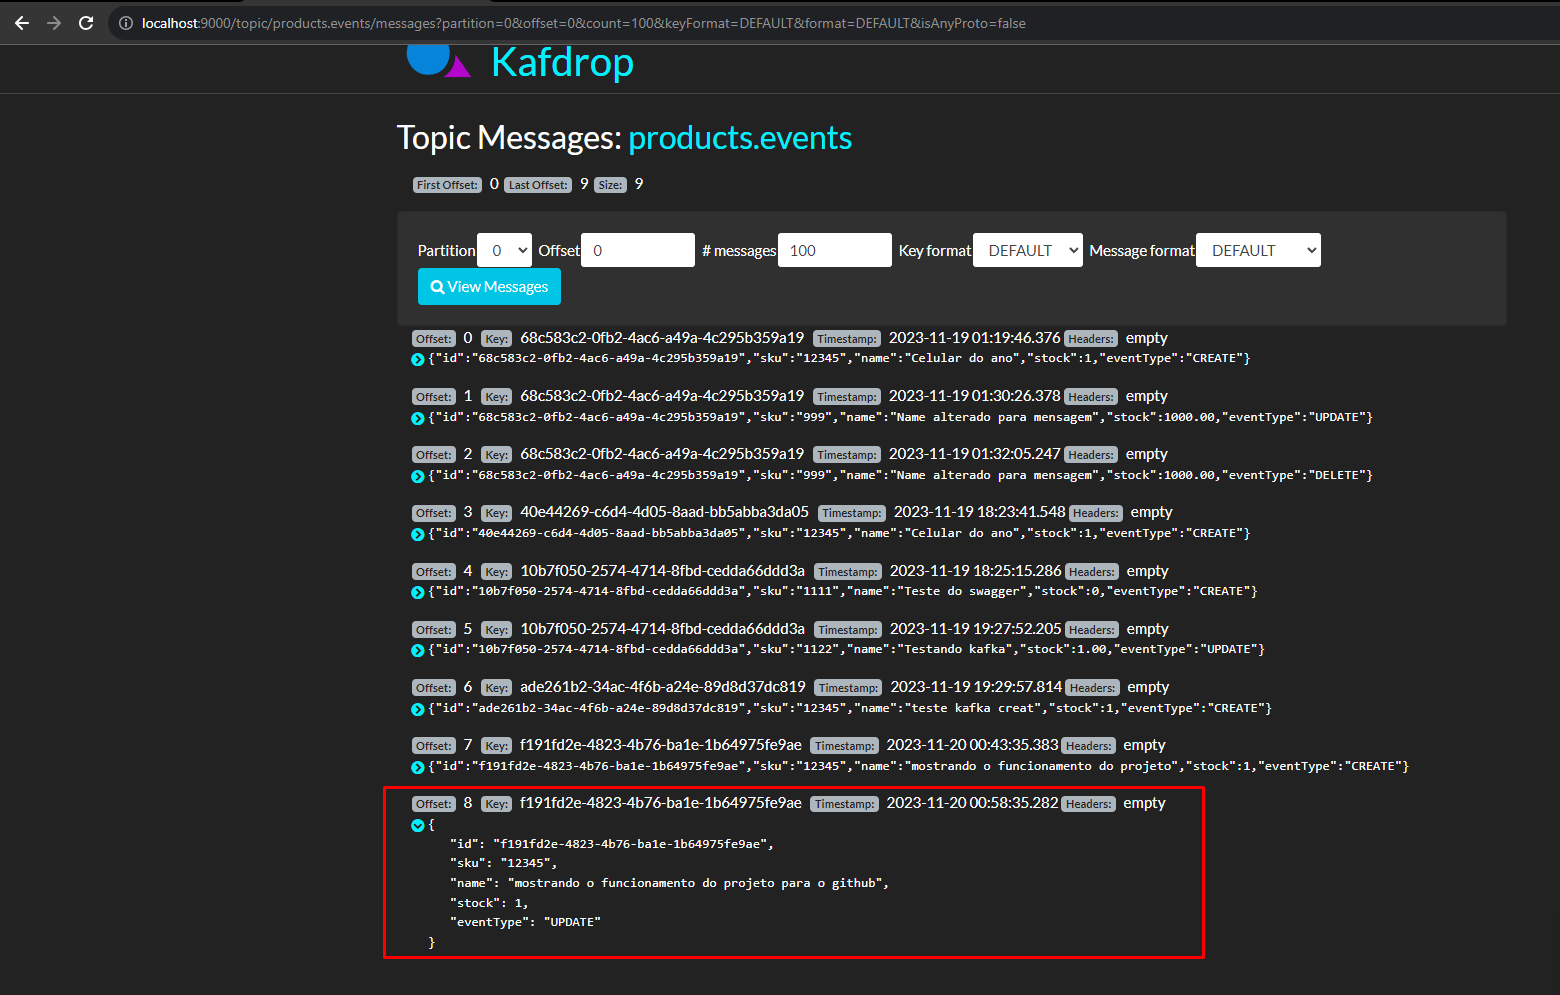 localhost:9000/topic/products.events/messages?partition=0&offset=0&count=100&keyFormat=DEFAULT&format=DEFAULT&isAnyProto=false
Kafdrop
Topic Messages: products.events
First Offset: 0 Last Offset: 9 Size: 9
Partition 0 Offset 0 # messages 100 Key format DEFAULT Message format DEFAULT
View Messages
Offset: 0 Key: 68c583c2-0fb2-4ac6-a49a-4c295b359a19 Timestamp: 2023-11-19 01:19:46.376 Headers: empty
{"id":"68c583c2-0fb2-4ac6-a49a-4c295b359a19","sku":"12345","name":"Celular do ano","stock":1,"eventType":"CREATE"}
Offset: 1 Key: 68c583c2-0fb2-4ac6-a49a-4c295b359a19 Timestamp: 2023-11-19 01:30:26.378 Headers: empty
{"id":"68c583c2-0fb2-4ac6-a49a-4c295b359a19","sku":"999","name":"Name alterado para mensagem","stock":1000.00,"eventType":"UPDATE"}
Offset: 2 Key: 68c583c2-0fb2-4ac6-a49a-4c295b359a19 Timestamp: 2023-11-19 01:32:05.247 Headers: empty
{"id":"68c583c2-0fb2-4ac6-a49a-4c295b359a19","sku":"999","name":"Name alterado para mensagem","stock":1000.00,"eventType":"DELETE"}
Offset: 3 Key: 40e44269-c6d4-4d05-8aad-bb5abba3da05 Timestamp: 2023-11-19 18:23:41.548 Headers: empty
{"id":"40e44269-c6d4-4d05-8aad-bb5abba3da05","sku":"12345","name":"Celular do ano","stock":1,"eventType":"CREATE"}
Offset: 4 Key: 10b7f050-2574-4714-8fbd-cedda66ddd3a Timestamp: 2023-11-19 18:25:15.286 Headers: empty
{"id":"10b7f050-2574-4714-8fbd-cedda66ddd3a","sku":"1111","name":"Teste do swagger","stock":0,"eventType":"CREATE"}
Offset: 5 Key: 10b7f050-2574-4714-8fbd-cedda66ddd3a Timestamp: 2023-11-19 19:27:52.205 Headers: empty
{"id":"10b7f050-2574-4714-8fbd-cedda66ddd3a","sku":"1122","name":"Testando kafka","stock":1.00,"eventType":"UPDATE"}
Offset: 6 Key: ade261b2-34ac-4f6b-a24e-89d8d37dc819 Timestamp: 2023-11-19 19:29:57.814 Headers: empty
{"id":"ade261b2-34ac-4f6b-a24e-89d8d37dc819","sku":"12345","name":"teste kafka creat","stock":1,"eventType":"CREATE"}
Offset: 7 Key: f191fd2e-4823-4b76-ba1e-1b64975fe9ae Timestamp: 2023-11-20 00:43:35.383 Headers: empty
{"id":"f191fd2e-4823-4b76-ba1e-1b64975fe9ae","sku":"12345","name":"mostrando o funcionamento do projeto","stock":1,"eventType":"CREATE"}
Offset: 8 Key: f191fd2e-4823-4b76-ba1e-1b64975fe9ae Timestamp: 2023-11-20 00:58:35.282 Headers: empty
{
"id": "f191fd2e-4823-4b76-ba1e-1b64975fe9ae",
"sku": "12345",
"name": "mostrando o funcionamento do projeto para o github",
"stock": 1,
"eventType": "UPDATE"
}